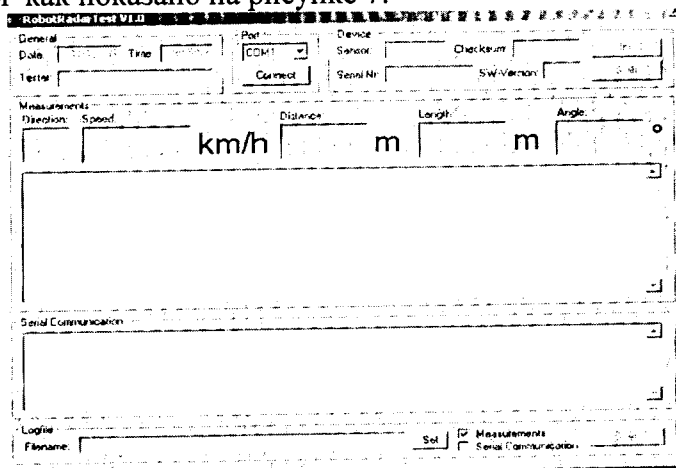 как показано на рисунке 7.
RobotRadarTest V1.0
General
Port
Device
Date:
Time:
COM1
Sensor:
Checksum:
Tester:
Connect
Serial Nr.:
SW-Version:
Measurements
Direction: Speed: Distance: Length: Angle:
km/h m m °
Serial Communication
Logfile
Filename:
Set
Measurements
Serial Communication